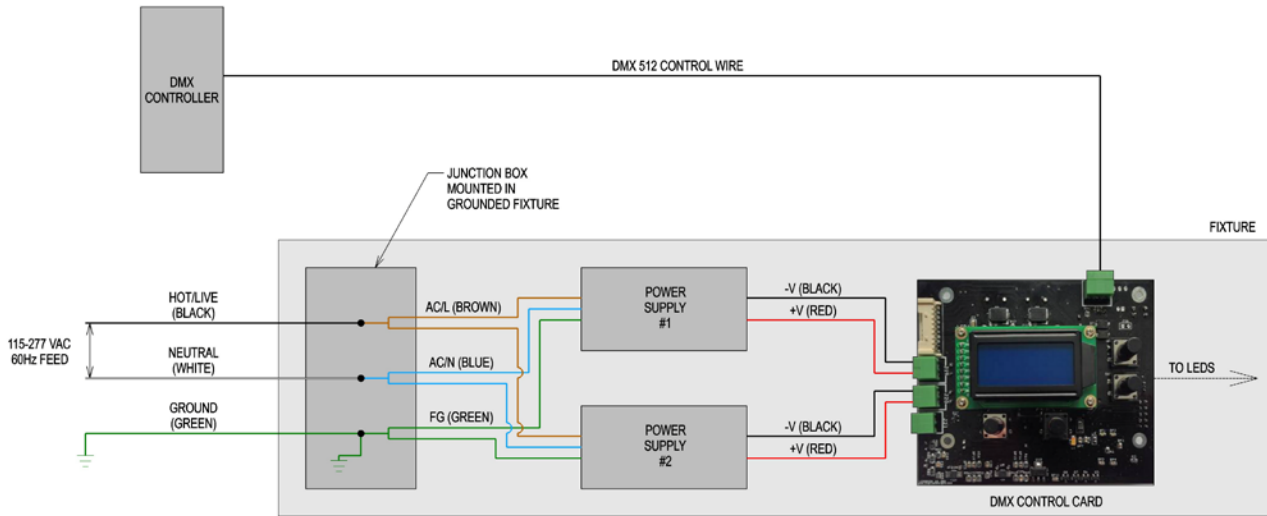 DMX 512 CONTROL WIRE
DMX
CONTROLLER
JUNCTION BOX
MOUNTED IN
GROUNDED FIXTURE
FIXTURE
HOT/LIVE
(BLACK)
115-277 VAC
60Hz FEED
NEUTRAL
(WHITE)
GROUND
(GREEN)
AC/L (BROWN)
AC/N (BLUE)
FG (GREEN)
POWER
SUPPLY
#1
-V (BLACK)
+V (RED)
POWER
SUPPLY
#2
-V (BLACK)
+V (RED)
TO LEDS
DMX CONTROL CARD